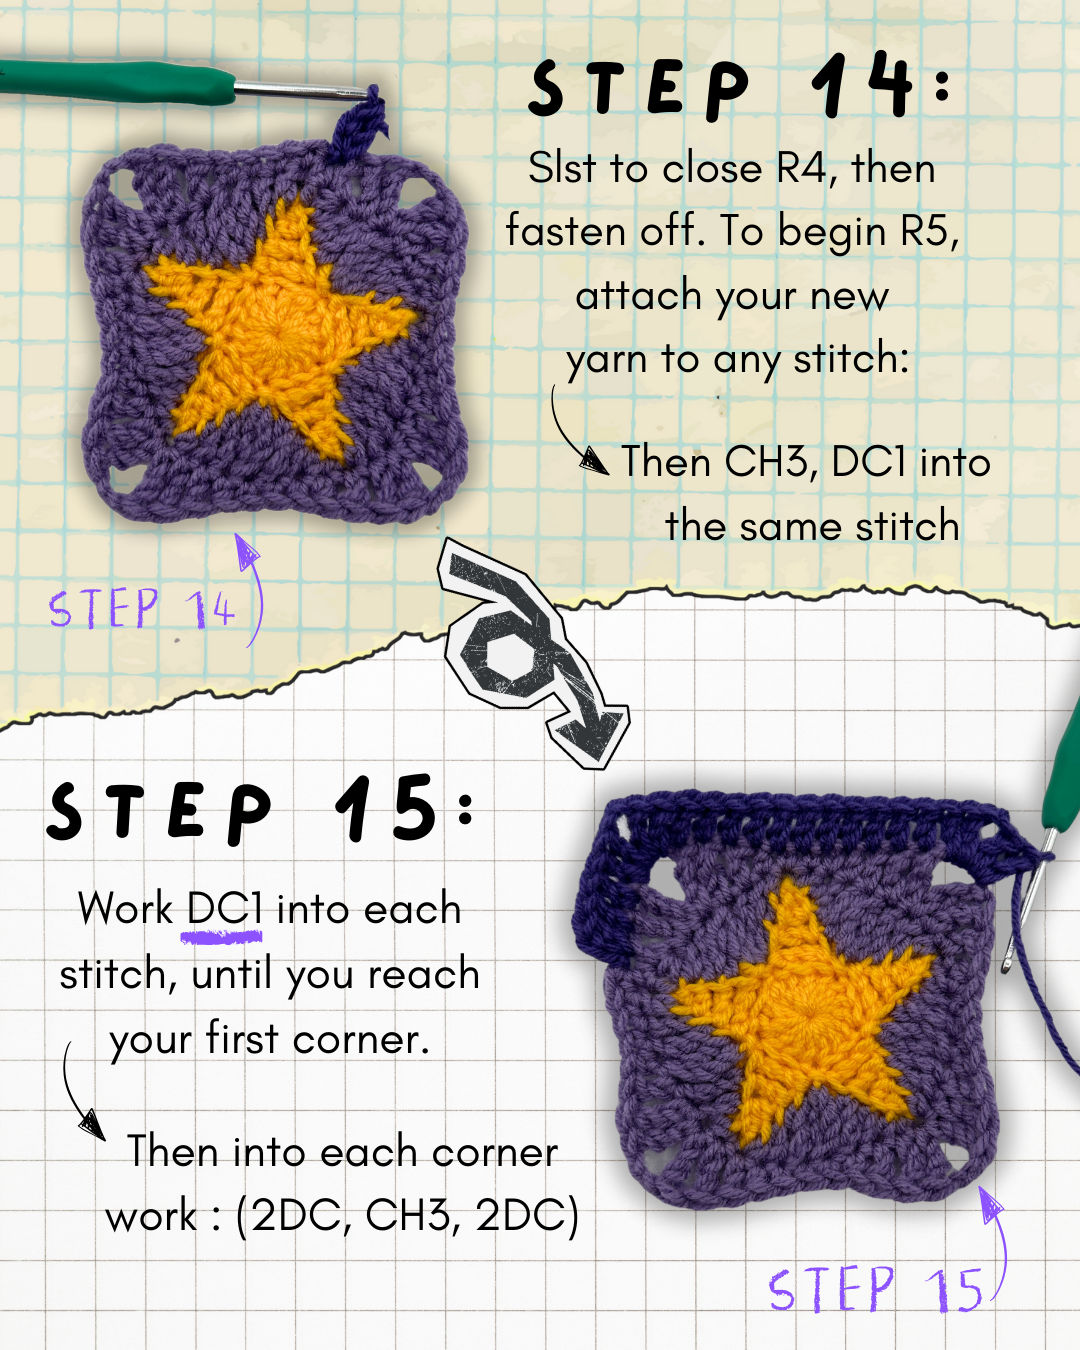 STEP 14:
Slst to close R4, then
fasten off. To begin R5,
attach your new
yarn to any stitch:
Then CH3, DC1 into
the same stitch
STEP 14
STEP 15:
Work DC1 into each
stitch, until you reach
your first corner.
Then into each corner
work : (2DC, CH3, 2DC)
STEP 15